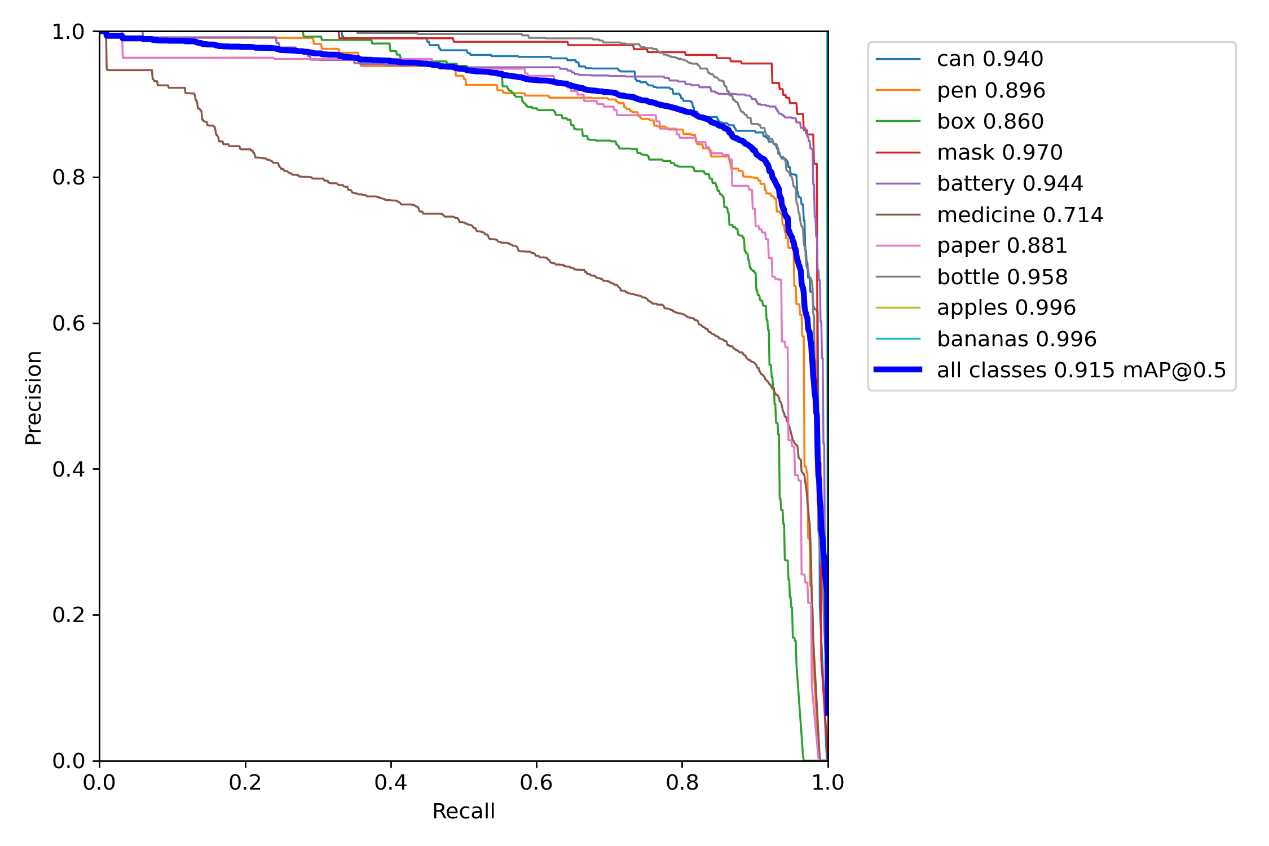 1.0
0.8
0.6
0.4
0.2
0.0
Precision
0.0 0.2 0.4 0.6 0.8 1.0
Recall
can 0.940
pen 0.896
box 0.860
mask 0.970
battery 0.944
medicine 0.714
paper 0.881
bottle 0.958
apples 0.996
bananas 0.996
all classes 0.915 mAP@0.5